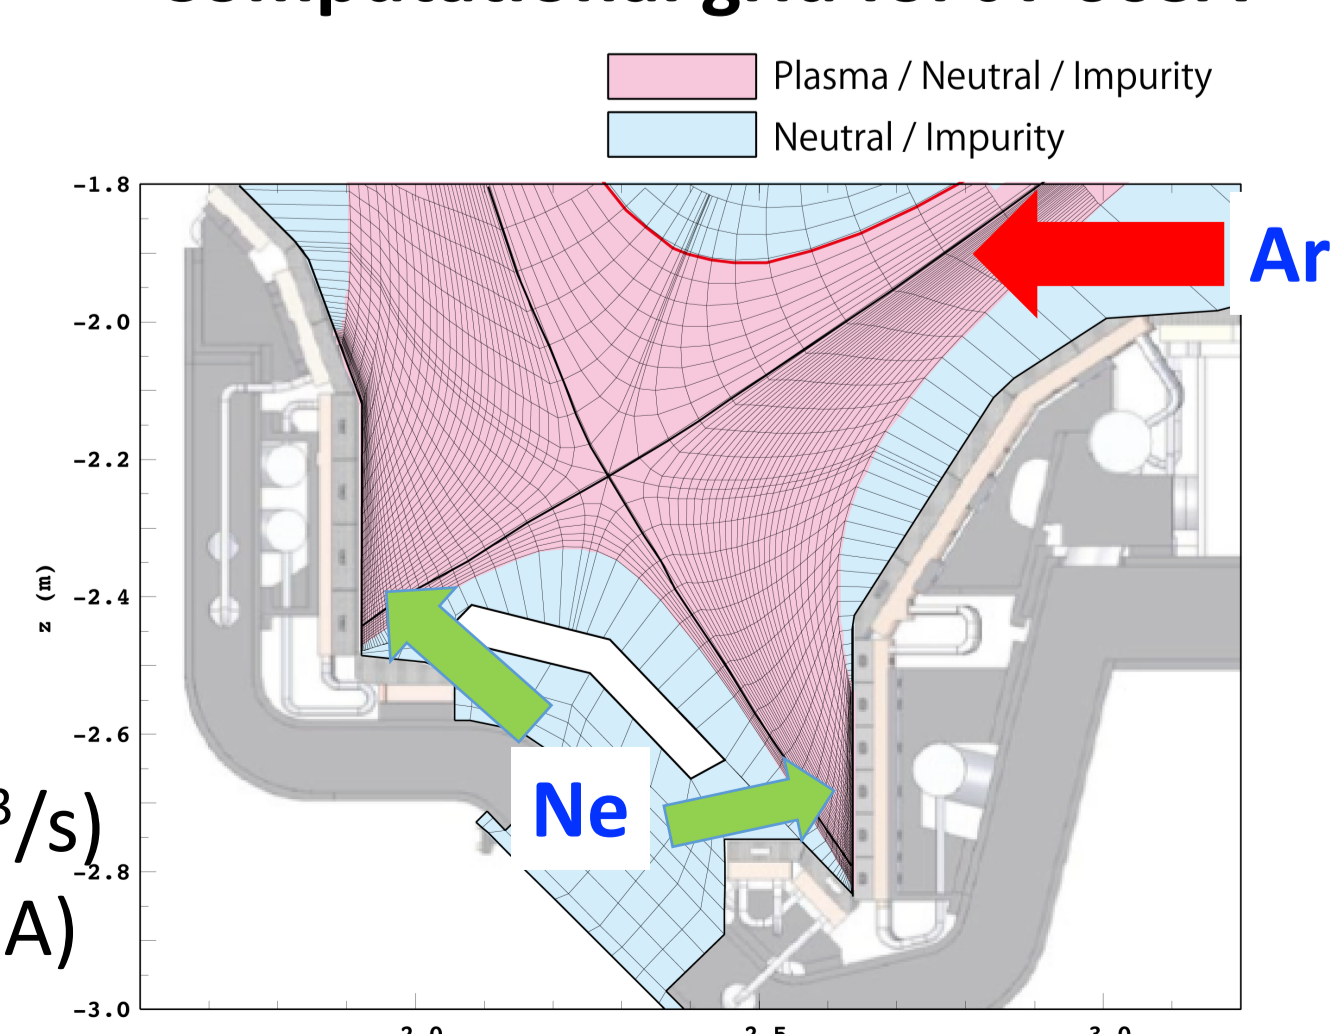 Plasma / Neutral / Impurity
Neutral / Impurity
-1.8
Ar
-2.0
-2.2
z (m)
-2.4
-2.6
Ne
/s)
-2.8
A)
-3.0